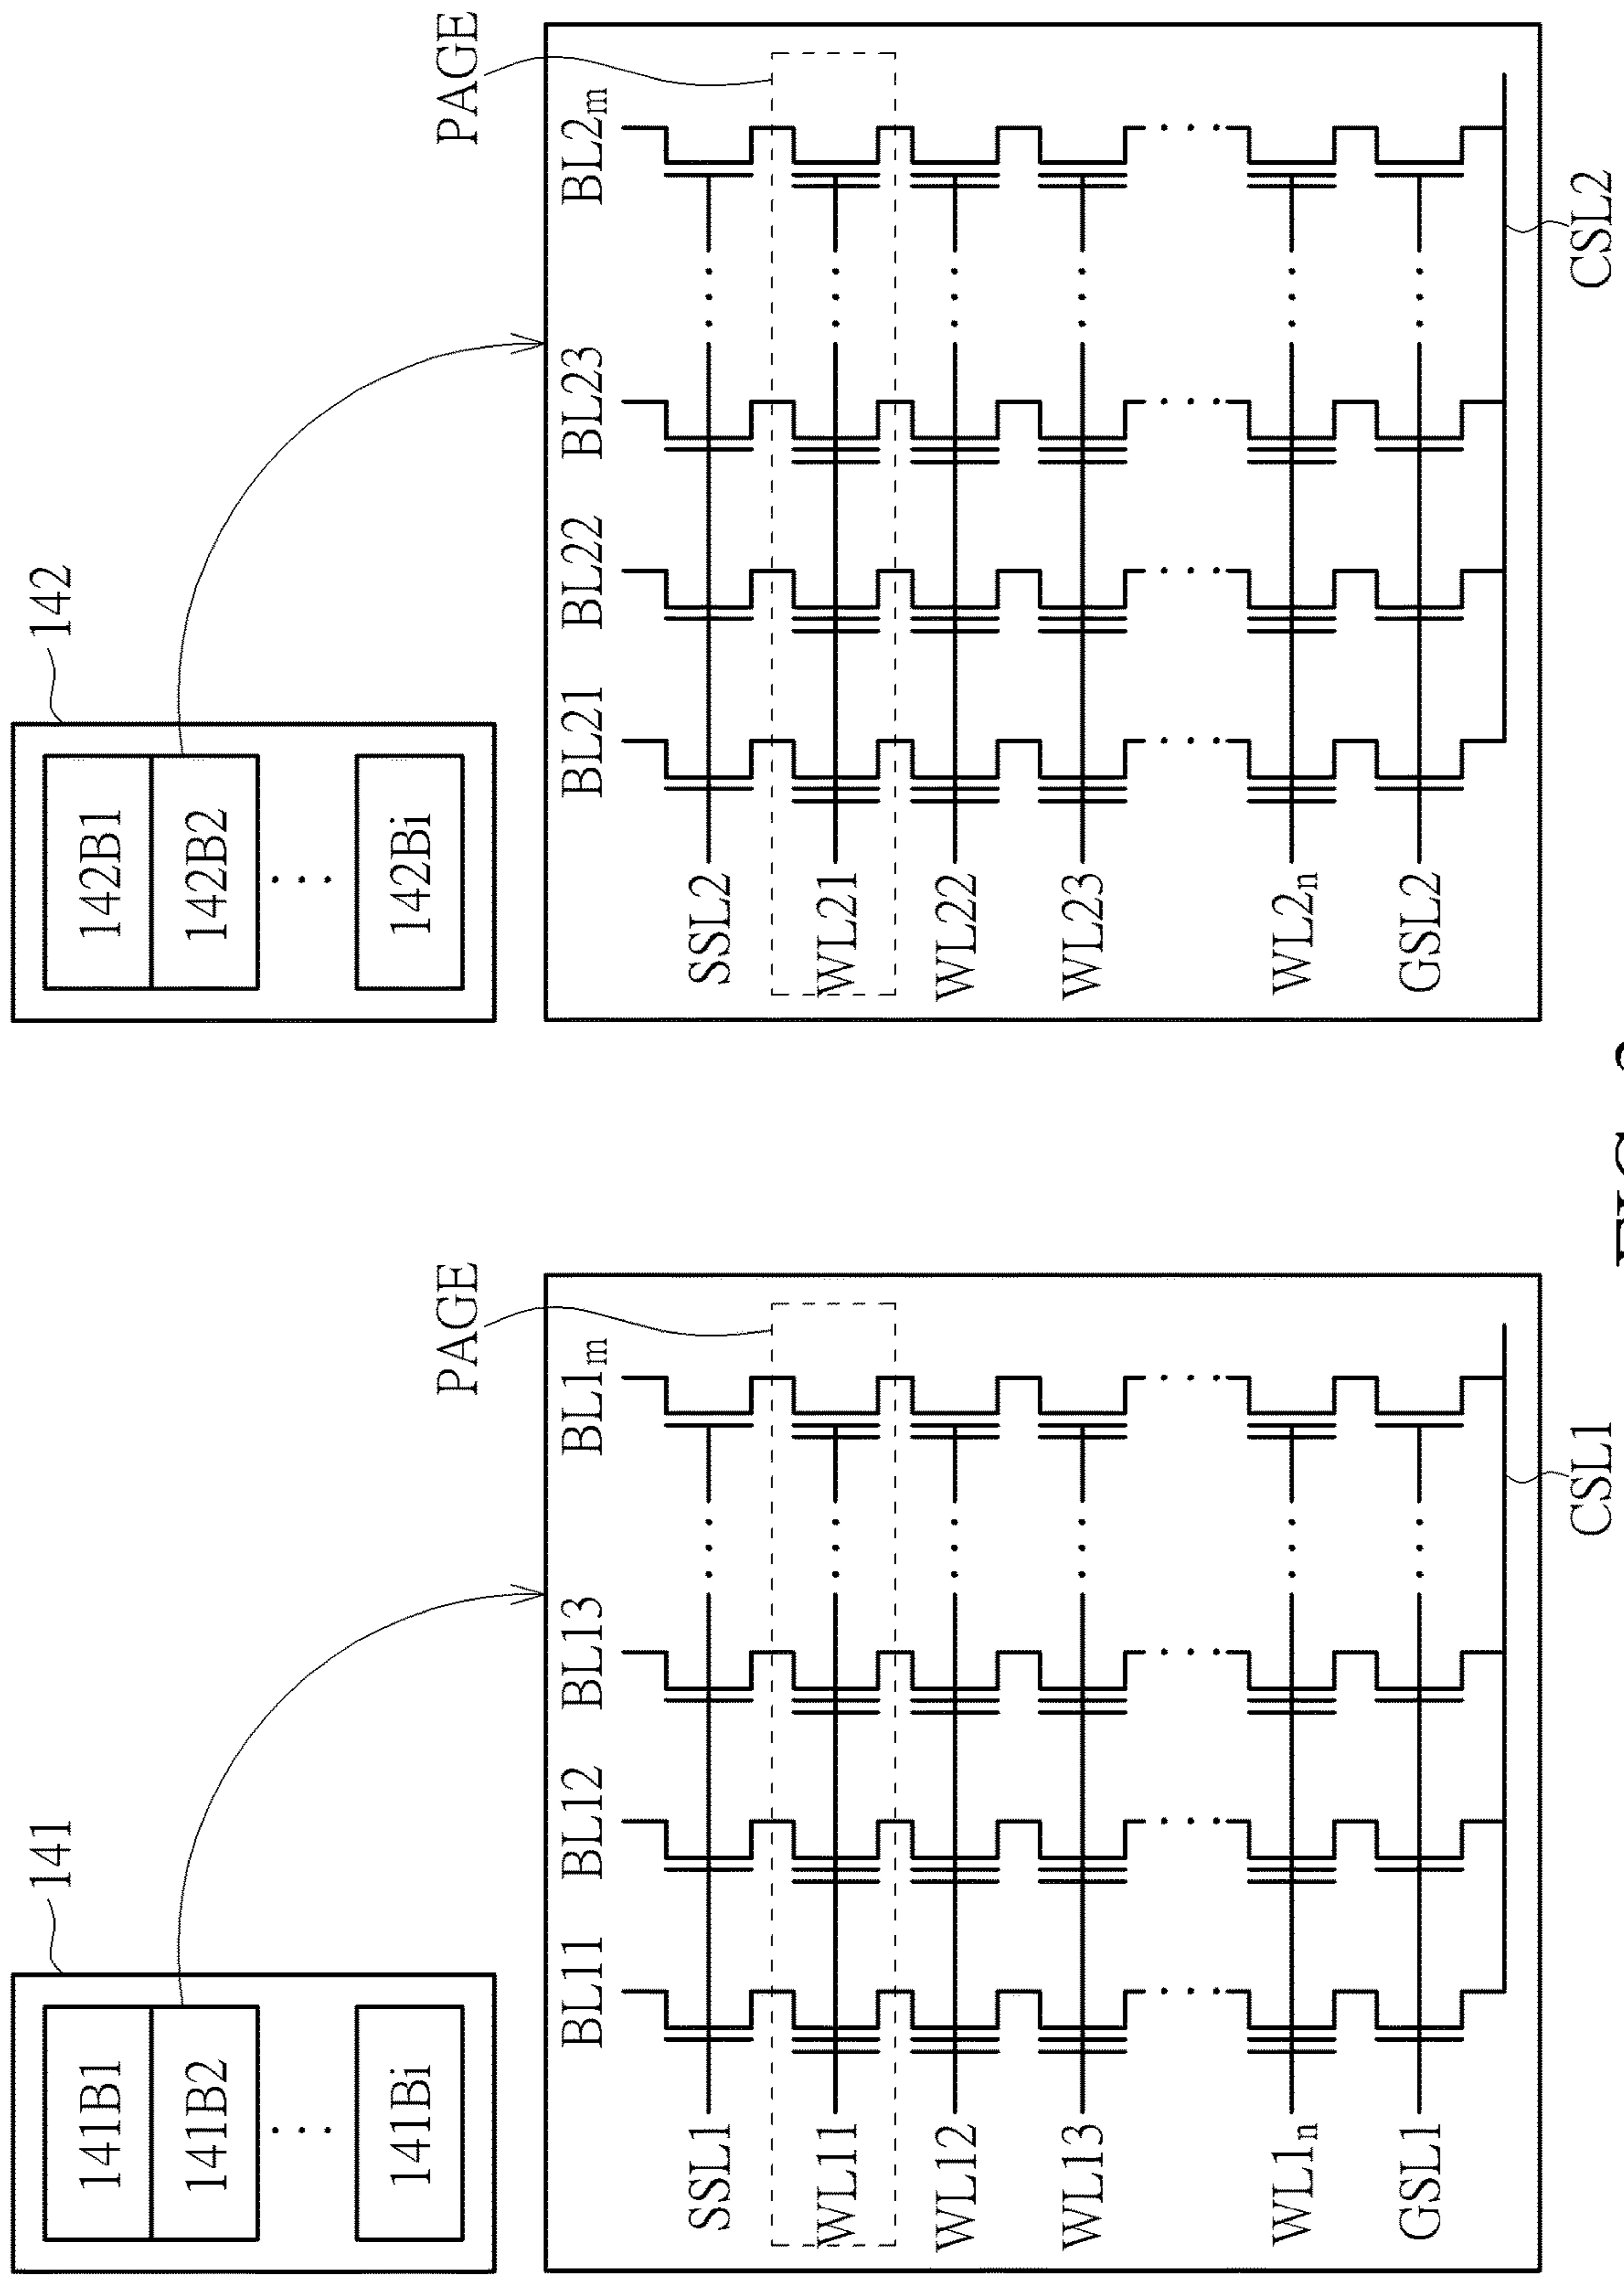 141
141B1
141B2
141Bi
PAGE
BL11 BL12 BL13 BL1m
SSL1
WL11
WL12
WL13
WL1n
GSL1
CSL1
142
142B1
142B2
142Bi
PAGE
BL21 BL22 BL23 BL2m
SSL2
WL21
WL22
WL23
WL2n
GSL2
CSL2